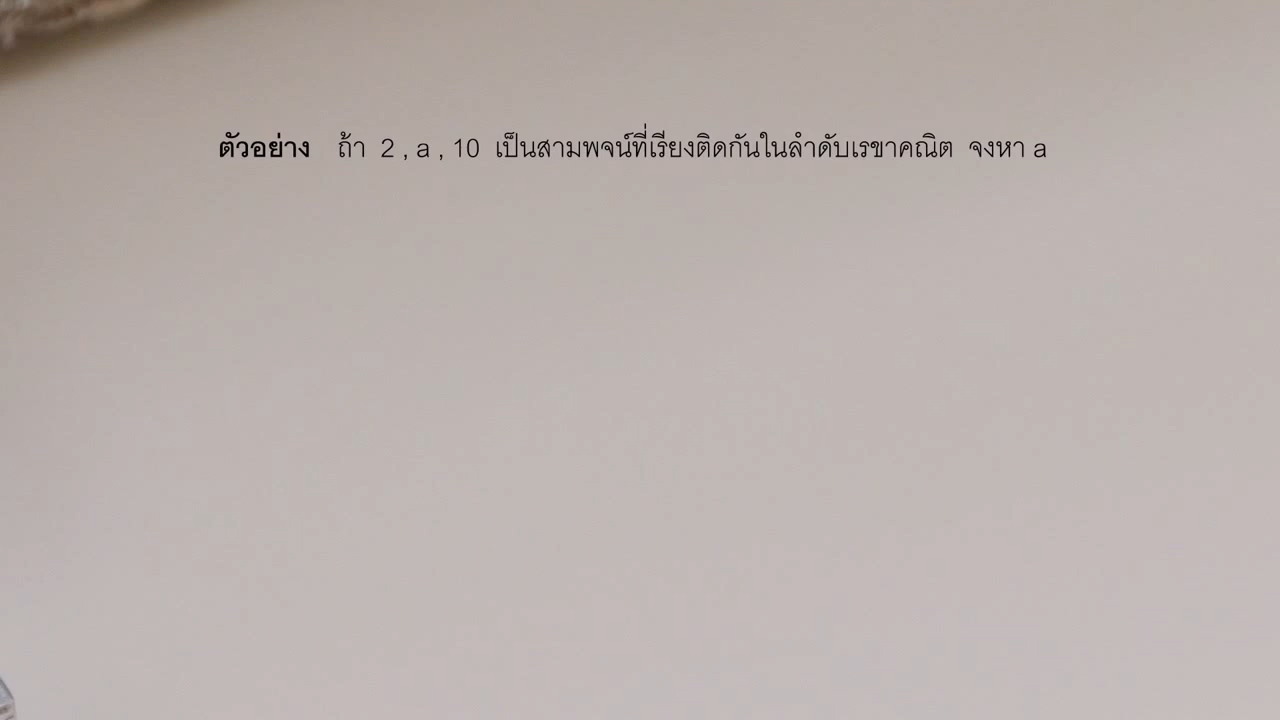 ตัวอย่าง ถ้า 2 , a , 10 เป็นสามพจน์ที่เรียงติดกันในลำดับเรขาคณิต จงหา a